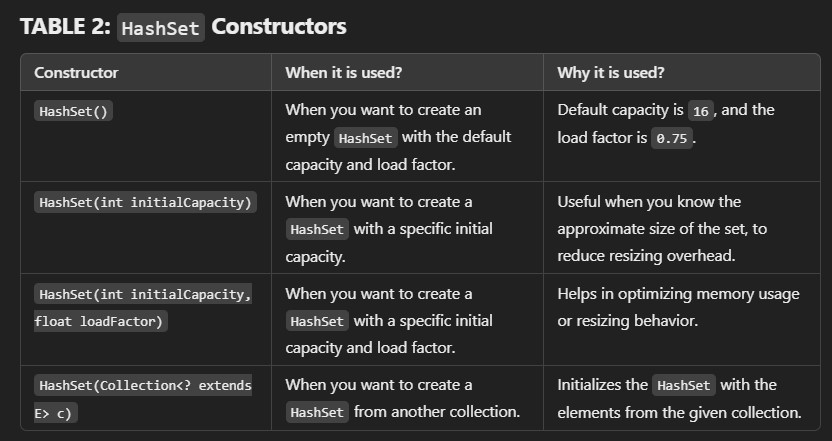 TABLE 2: HashSet Constructors
Constructor When it is used? Why it is used?
HashSet()
When you want to create an
empty HashSet with the default
capacity and load factor.
Default capacity is 16, and the
load factor is 0.75.
HashSet(int initialCapacity)
When you want to create a
HashSet with a specific initial
capacity.
Useful when you know the
approximate size of the set, to
reduce resizing overhead.
HashSet(int initialCapacity,
float loadFactor)
When you want to create a
HashSet with a specific initial
capacity and load factor.
Helps in optimizing memory usage
or resizing behavior.
HashSet(Collection<? extends
E> c)
When you want to create a
HashSet from another collection.
Initializes the HashSet with the
elements from the given collection.